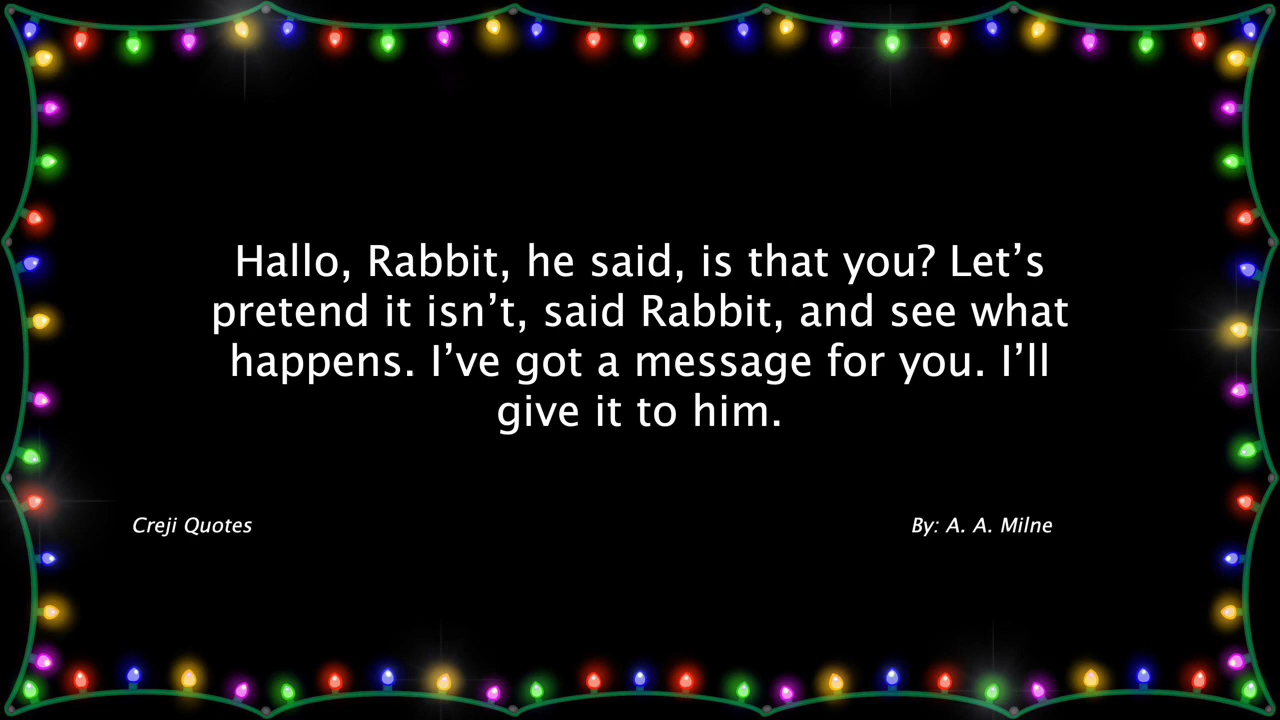 Hallo, Rabbit, he said, is that you? Let’s
pretend it isn’t, said Rabbit, and see what
happens. I’ve got a message for you. I’ll
give it to him.
Creji Quotes
By: A. A. Milne